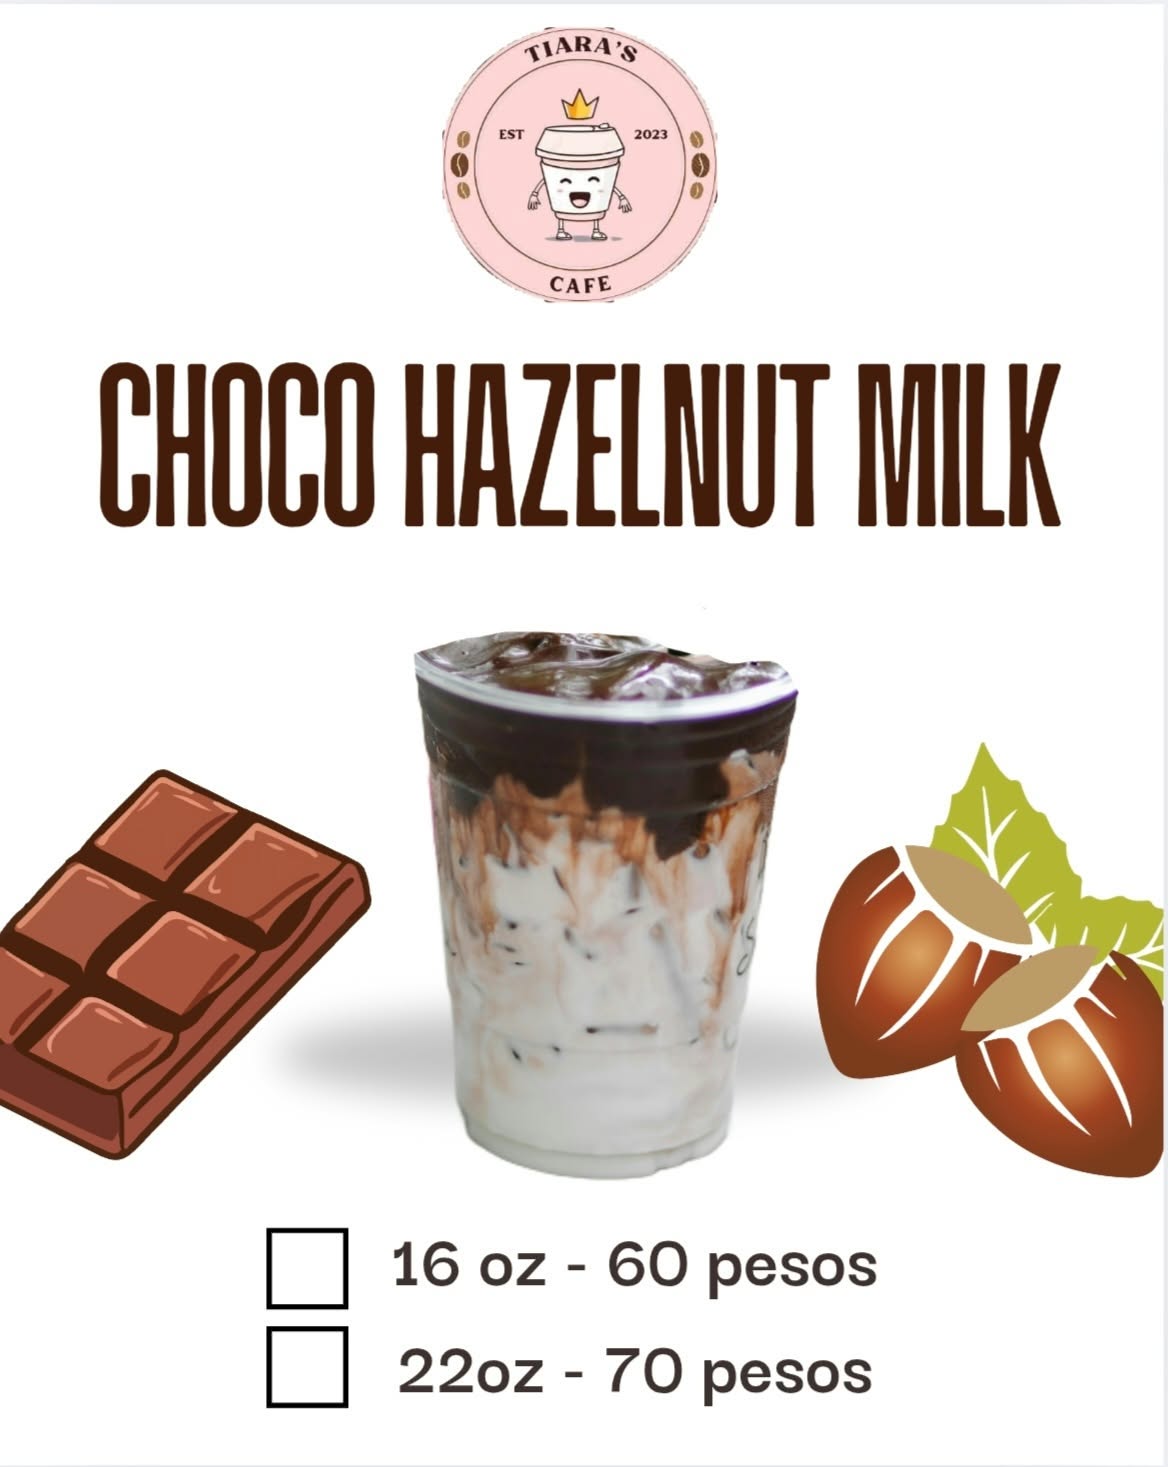 TIARA'S
EST 2023
CAFE
CHOCO HAZELNUT MILK
16 oz - 60 pesos
22oz - 70 pesos